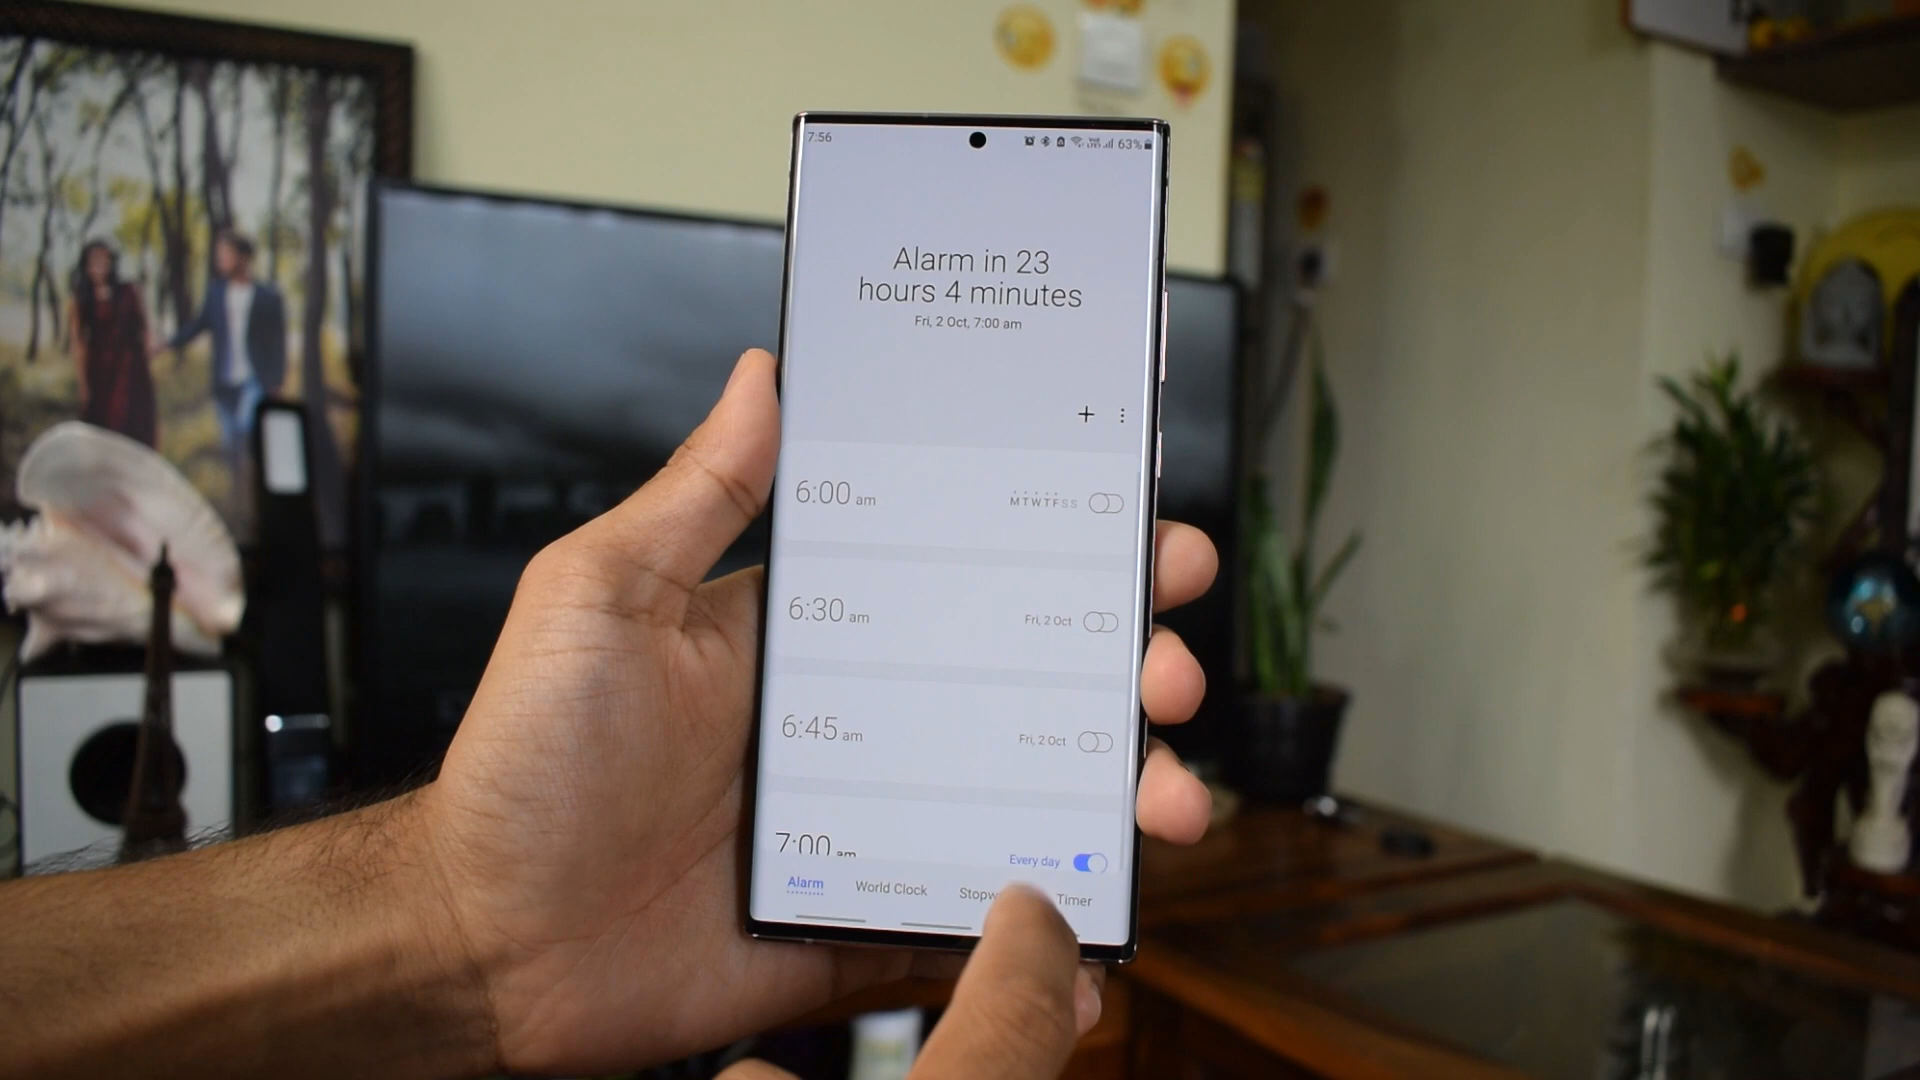 7:56
63%
Alarm in 23
hours 4 minutes
Fri, 2 Oct, 7:00 am
6:00 am
MTWTFSS
6:30 am
Fri, 2 Oct
6:45 am
Fri, 2 Oct
7:00 am
Every day
Alarm
World Clock
Stopw
Timer